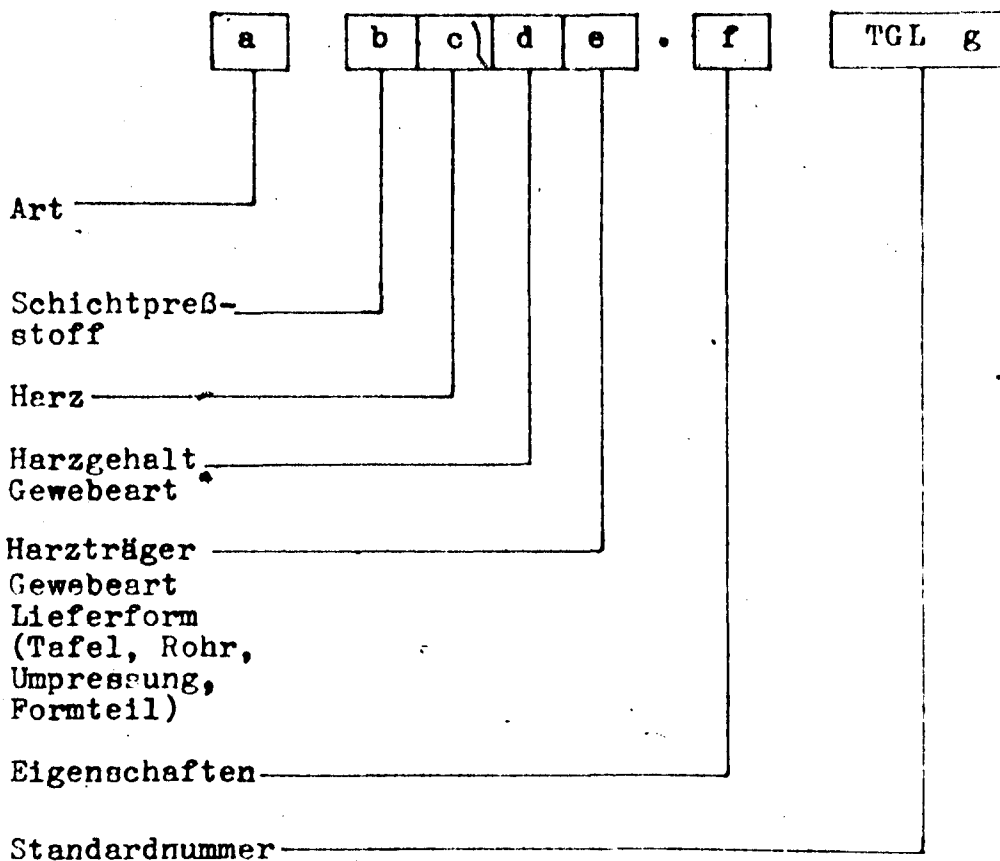 a b c d e . f TGL g
Art
Schichtpreß-
stoff
Harz
Harzgehalt
Gewebeart
Harzträger
Gewebeart
Lieferform
(Tafel, Rohr,
Umpressung,
Formteil)
Eigenschaften
Standardnummer